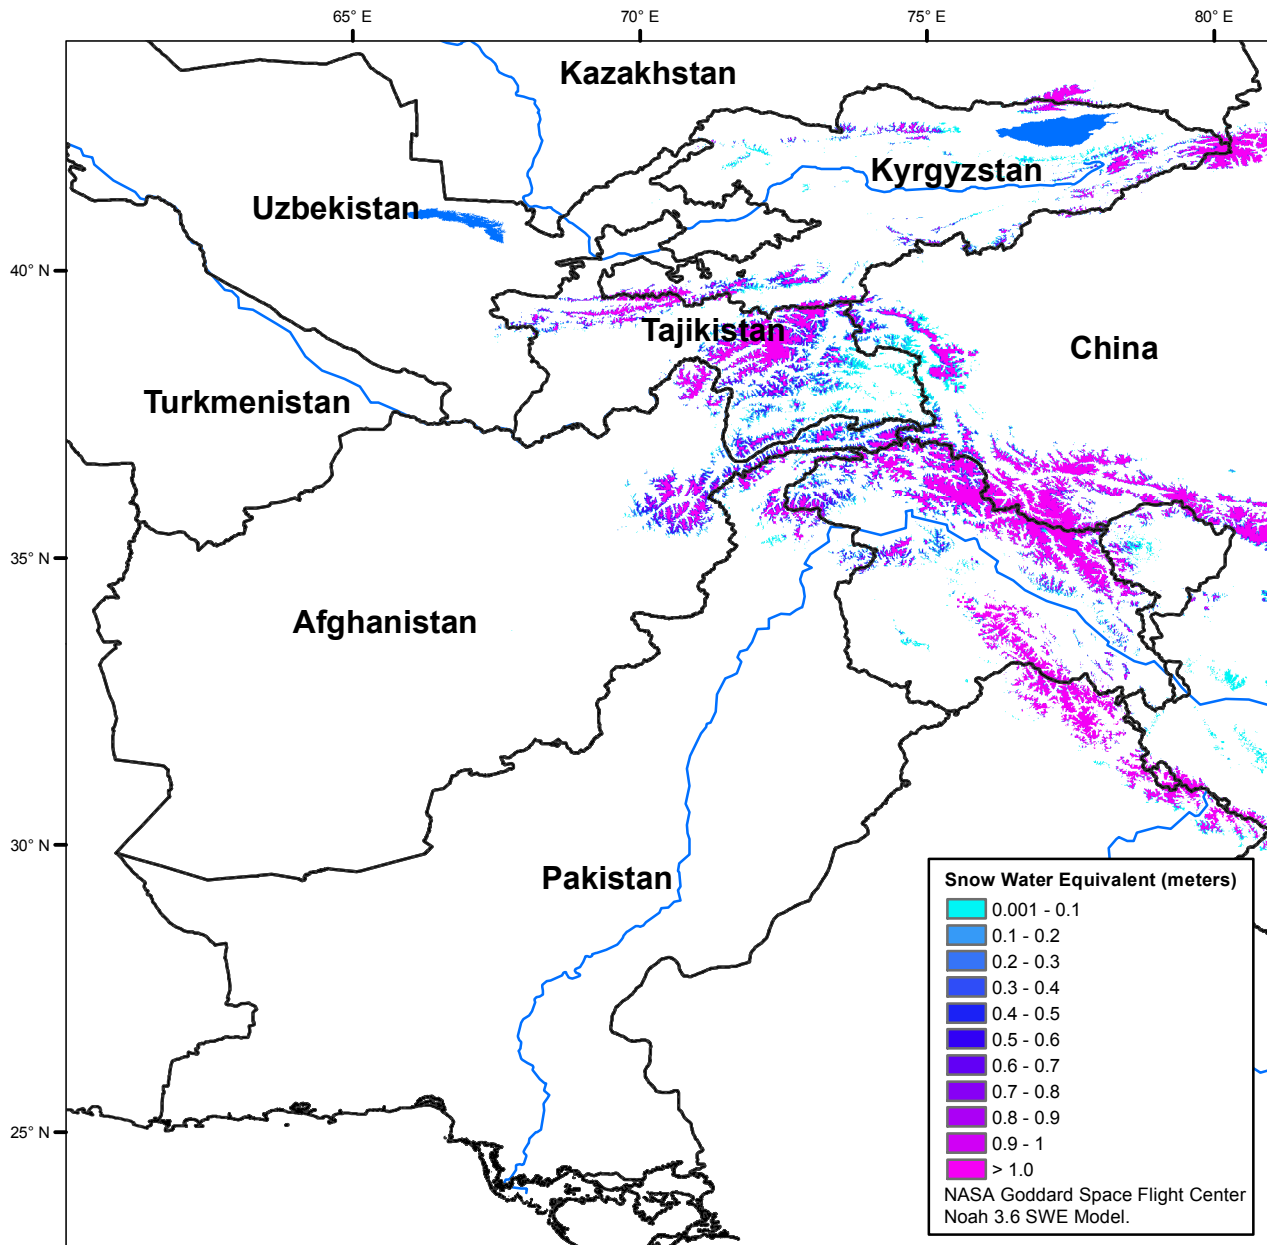 65° E
70° E
75° E
80° E
Kazakhstan
Kyrgyzstan
Uzbekistan
40° N
Tajikistan
China
Turkmenistan
35° N
Afghanistan
30° N
Pakistan
25° N
Snow Water Equivalent (meters)
0.001 - 0.1
0.1 - 0.2
0.2 - 0.3
0.3 - 0.4
0.4 - 0.5
0.5 - 0.6
0.6 - 0.7
0.7 - 0.8
0.8 - 0.9
0.9 - 1
> 1.0
NASA Goddard Space Flight Center
Noah 3.6 SWE Model.